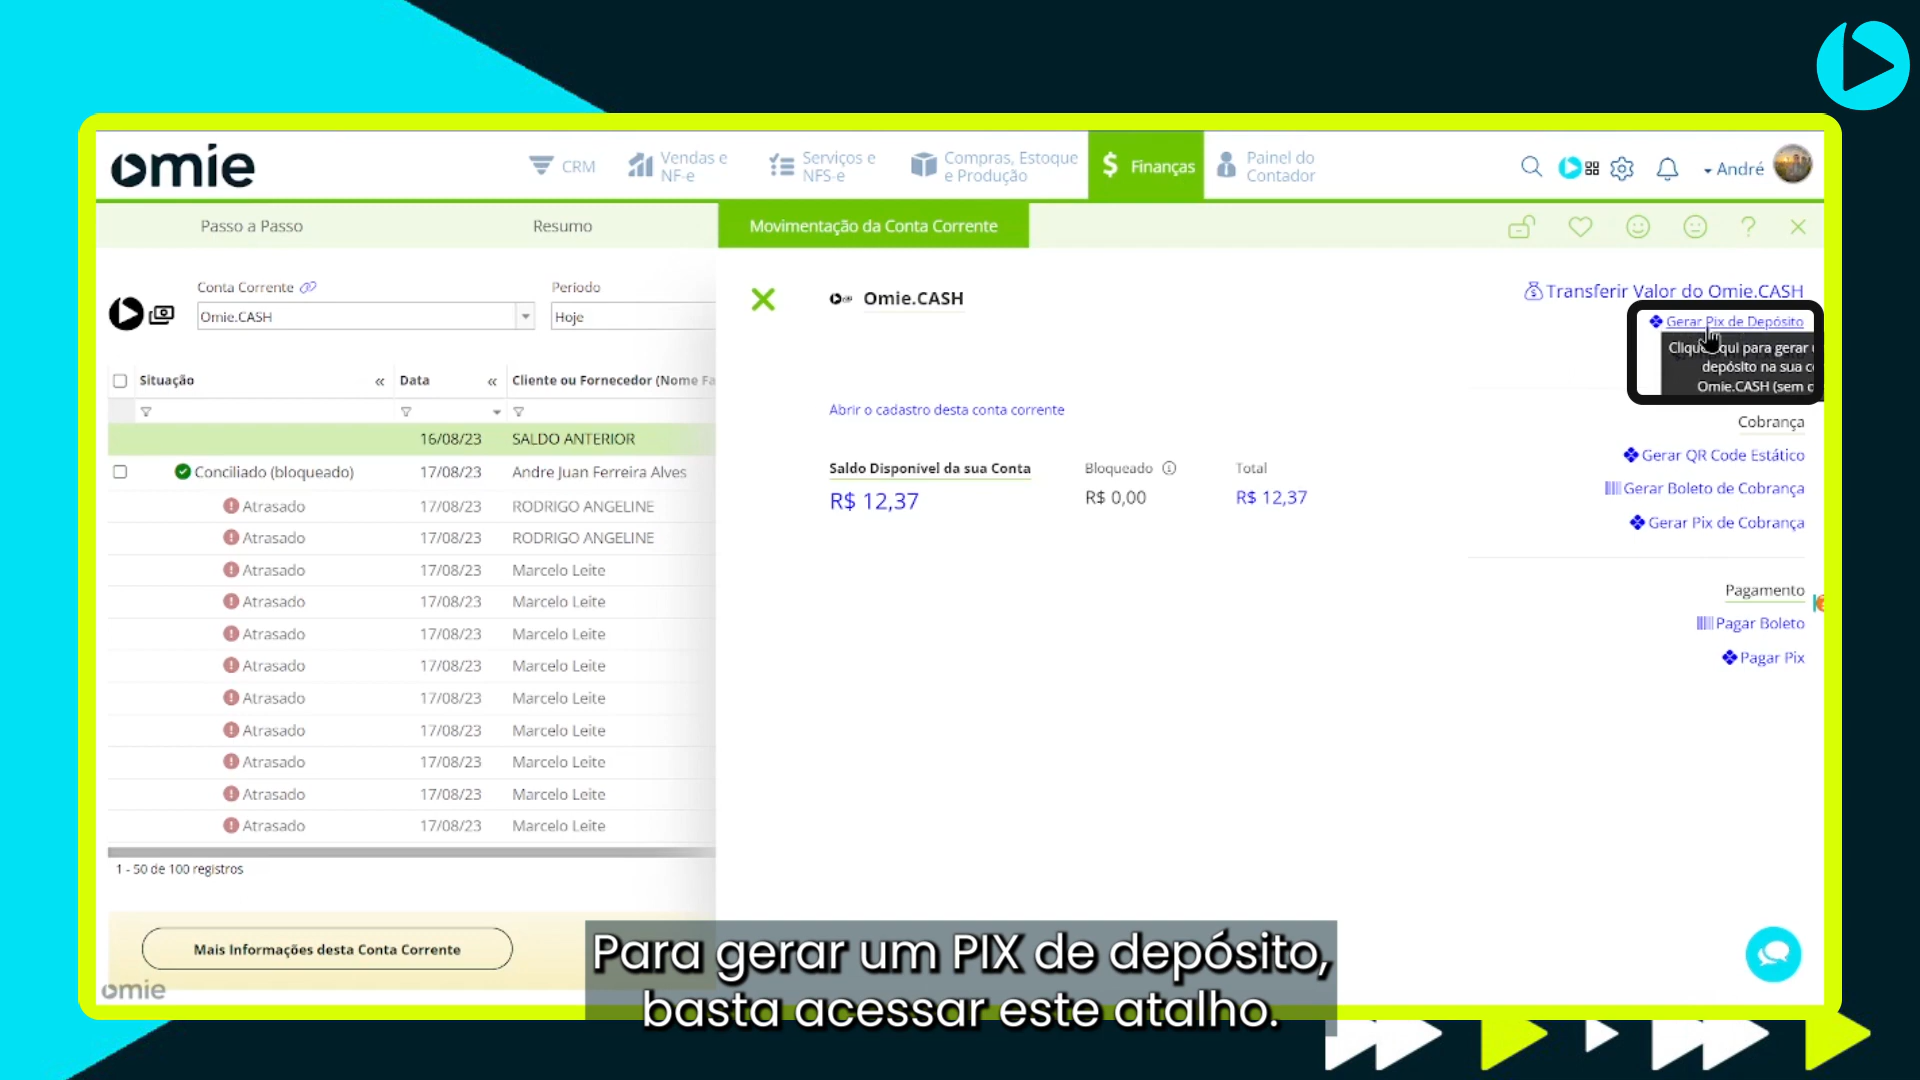 omie
CRM
Vendas e
NF-e
Serviços e
NFS-e
Compras, Estoque
e Produção
$ Finanças
Painel do
Contador
André
Passo a Passo
Resumo
Movimentação da Conta Corrente
?
Conta Corrente
Omie.CASH
Período
Hoje
Situação
Data
Cliente ou Fornecedor (Nome Fa
16/08/23 SALDO ANTERIOR
Conciliado (bloqueado) 17/08/23 Andre Juan Ferreira Alves
Atrasado 17/08/23 RODRIGO ANGELINE
Atrasado 17/08/23 RODRIGO ANGELINE
Atrasado 17/08/23 Marcelo Leite
Atrasado 17/08/23 Marcelo Leite
Atrasado 17/08/23 Marcelo Leite
Atrasado 17/08/23 Marcelo Leite
Atrasado 17/08/23 Marcelo Leite
Atrasado 17/08/23 Marcelo Leite
Atrasado 17/08/23 Marcelo Leite
Atrasado 17/08/23 Marcelo Leite
Atrasado 17/08/23 Marcelo Leite
1 - 50 de 100 registros
Mais Informações desta Conta Corrente
omie
Omie.CASH
Abrir o cadastro desta conta corrente
Saldo Disponível da sua Conta
R$ 12,37
Bloqueado
R$ 0,00
Total
R$ 12,37
Transferir Valor do Omie.CASH
Gerar Pix de Depósito
para gerar
depósito na sua c
Omie.CASH (sem c
Cobrança
Gerar QR Code Estático
Gerar Boleto de Cobrança
Gerar Pix de Cobrança
Pagamento
Pagar Boleto
Pagar Pix
Para gerar um PIX de depósito,
basta acessar este atalho.